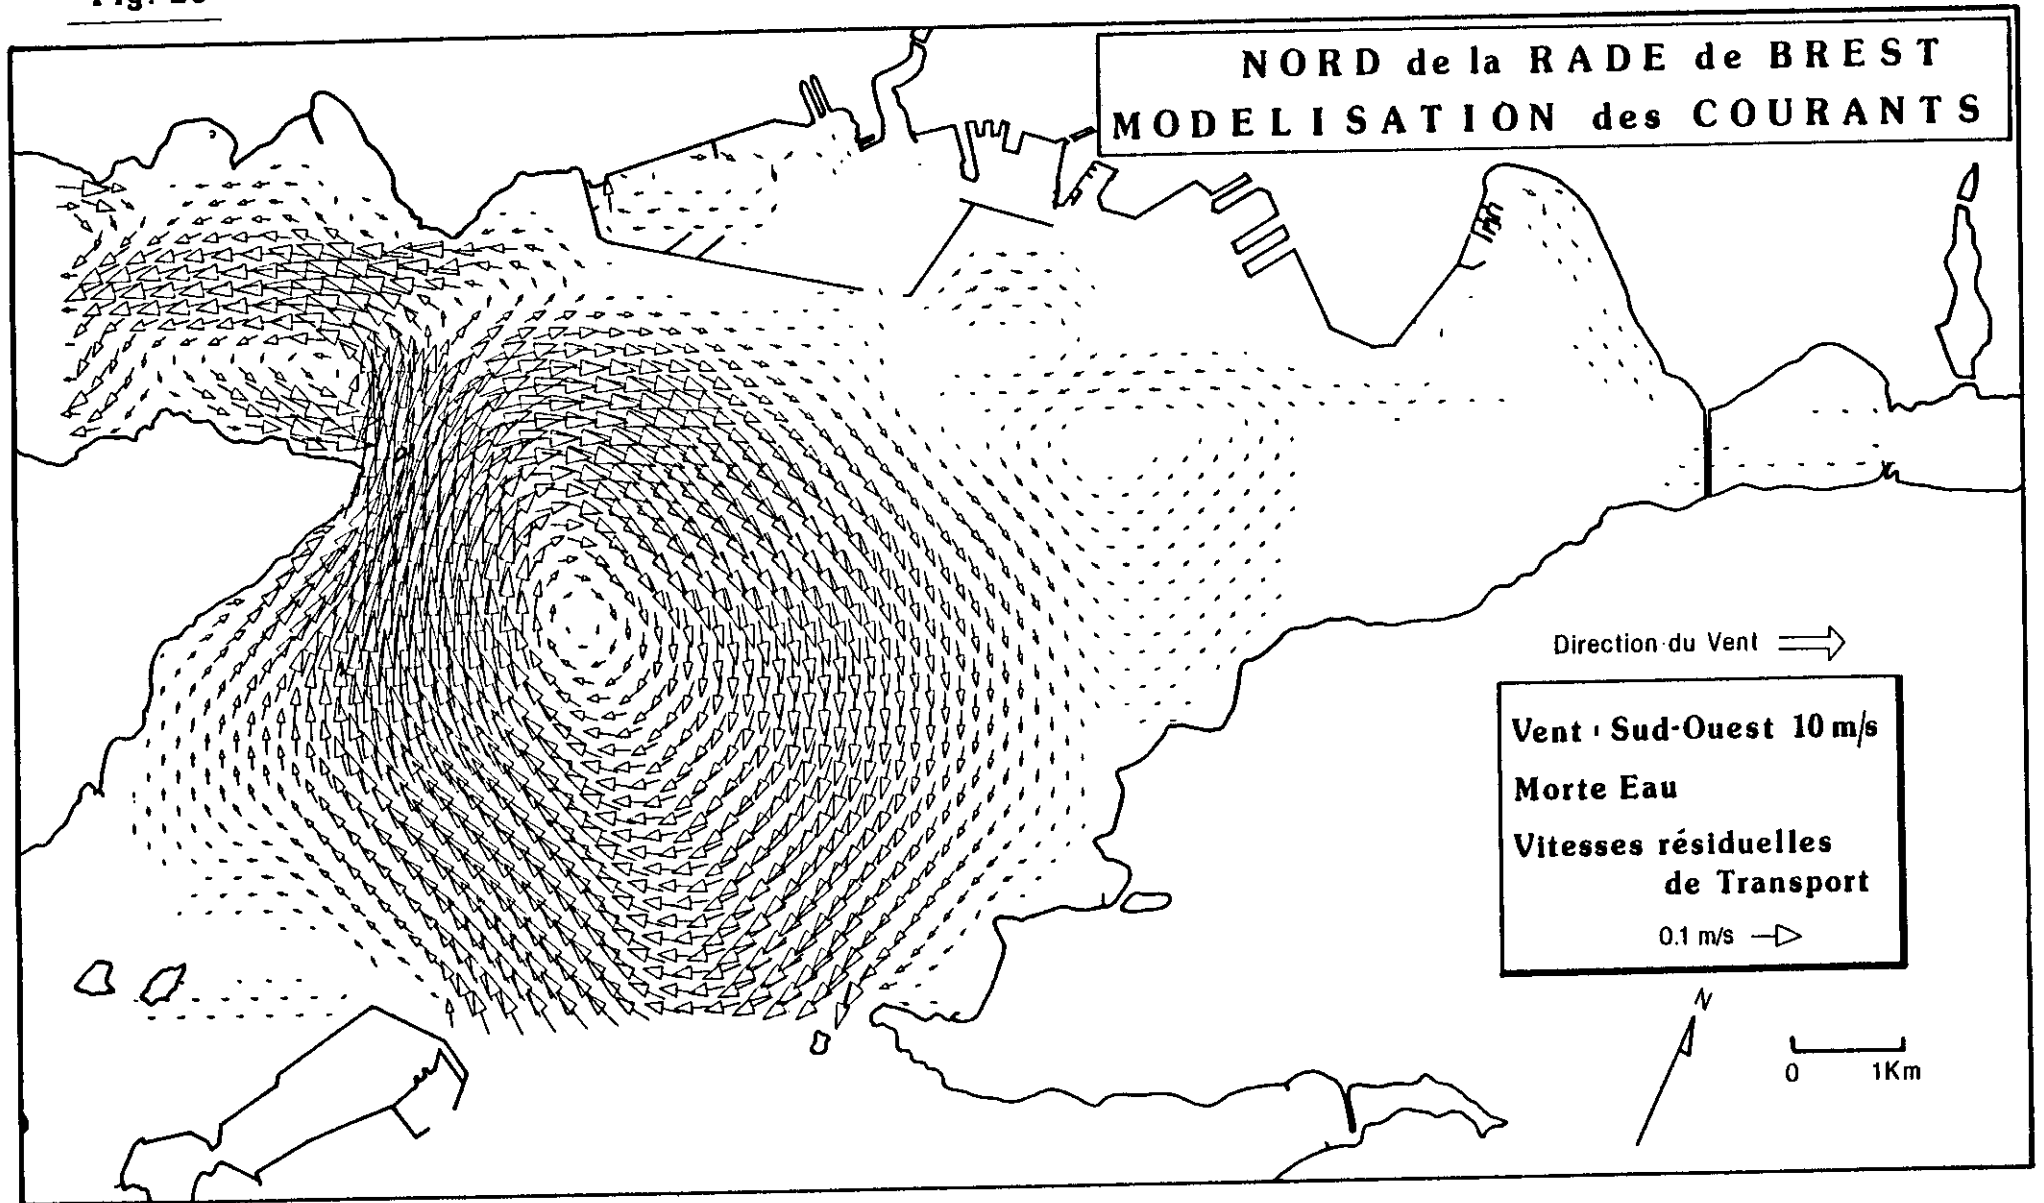 NORD de la RADE de BREST
MODELISATION des COURANTS
Direction du Vent
Vent : Sud-Ouest 10 m/s
Morte Eau
Vitesses résiduelles
de Transport
0.1 m/s
N
0 1Km